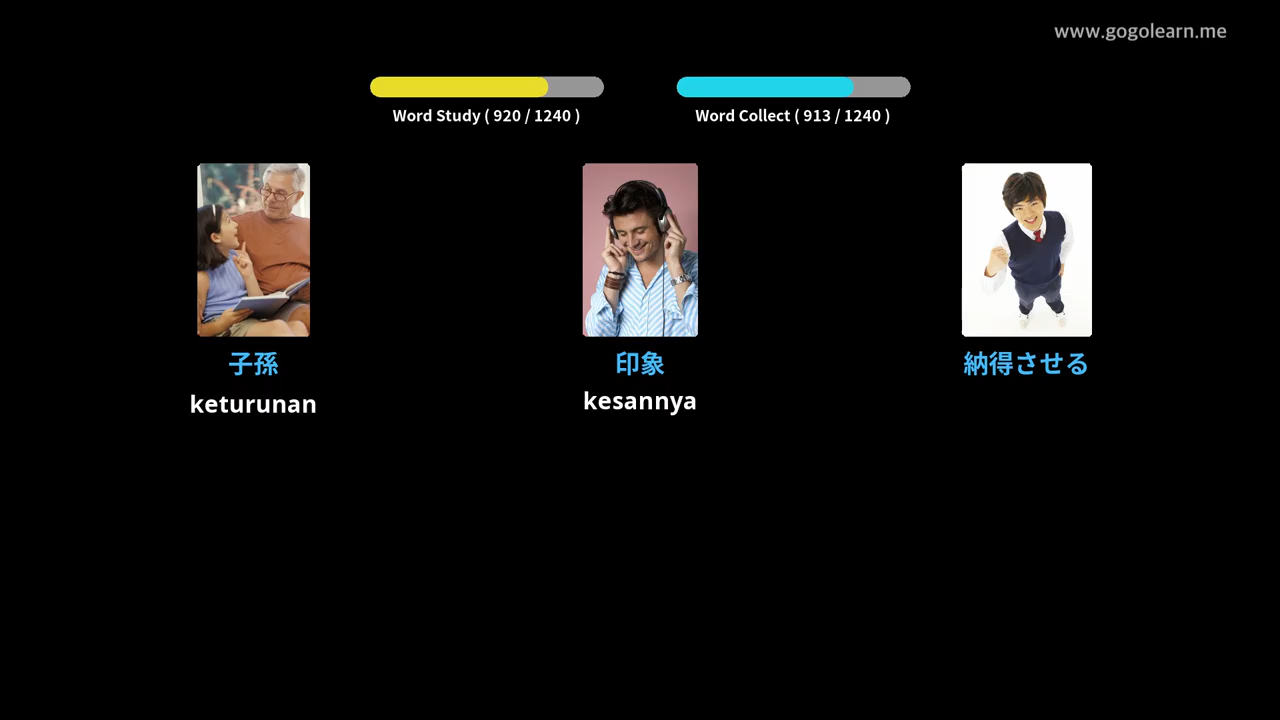 www.gogolearn.me
Word Study ( 920 / 1240 )
Word Collect ( 913 / 1240 )
子孫
印象
納得させる
keturunan
kesannya